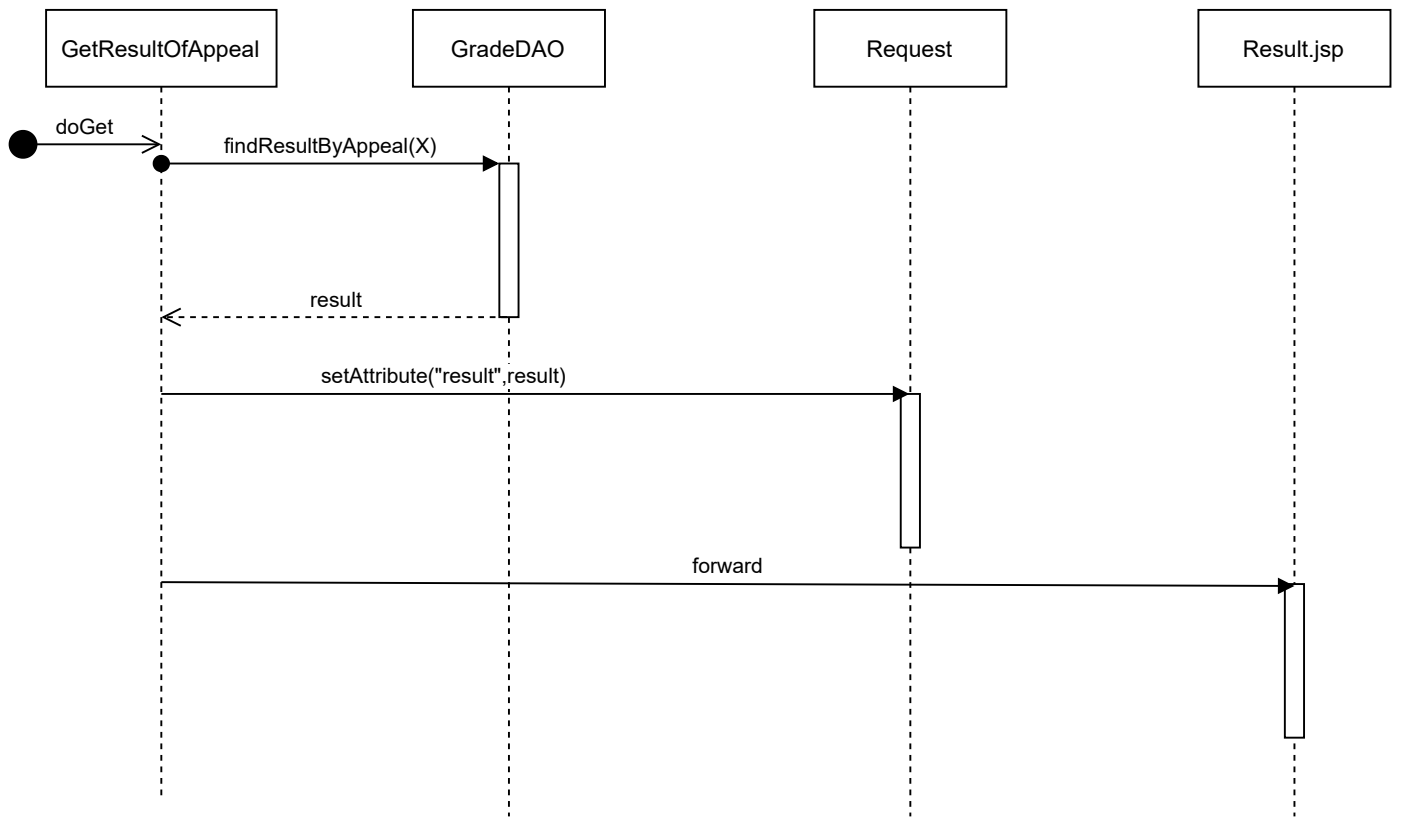 GetResultOfAppeal
GradeDAO
Request
Result.jsp
doGet
findResultByAppeal(X)
result
setAttribute("result",result)
forward